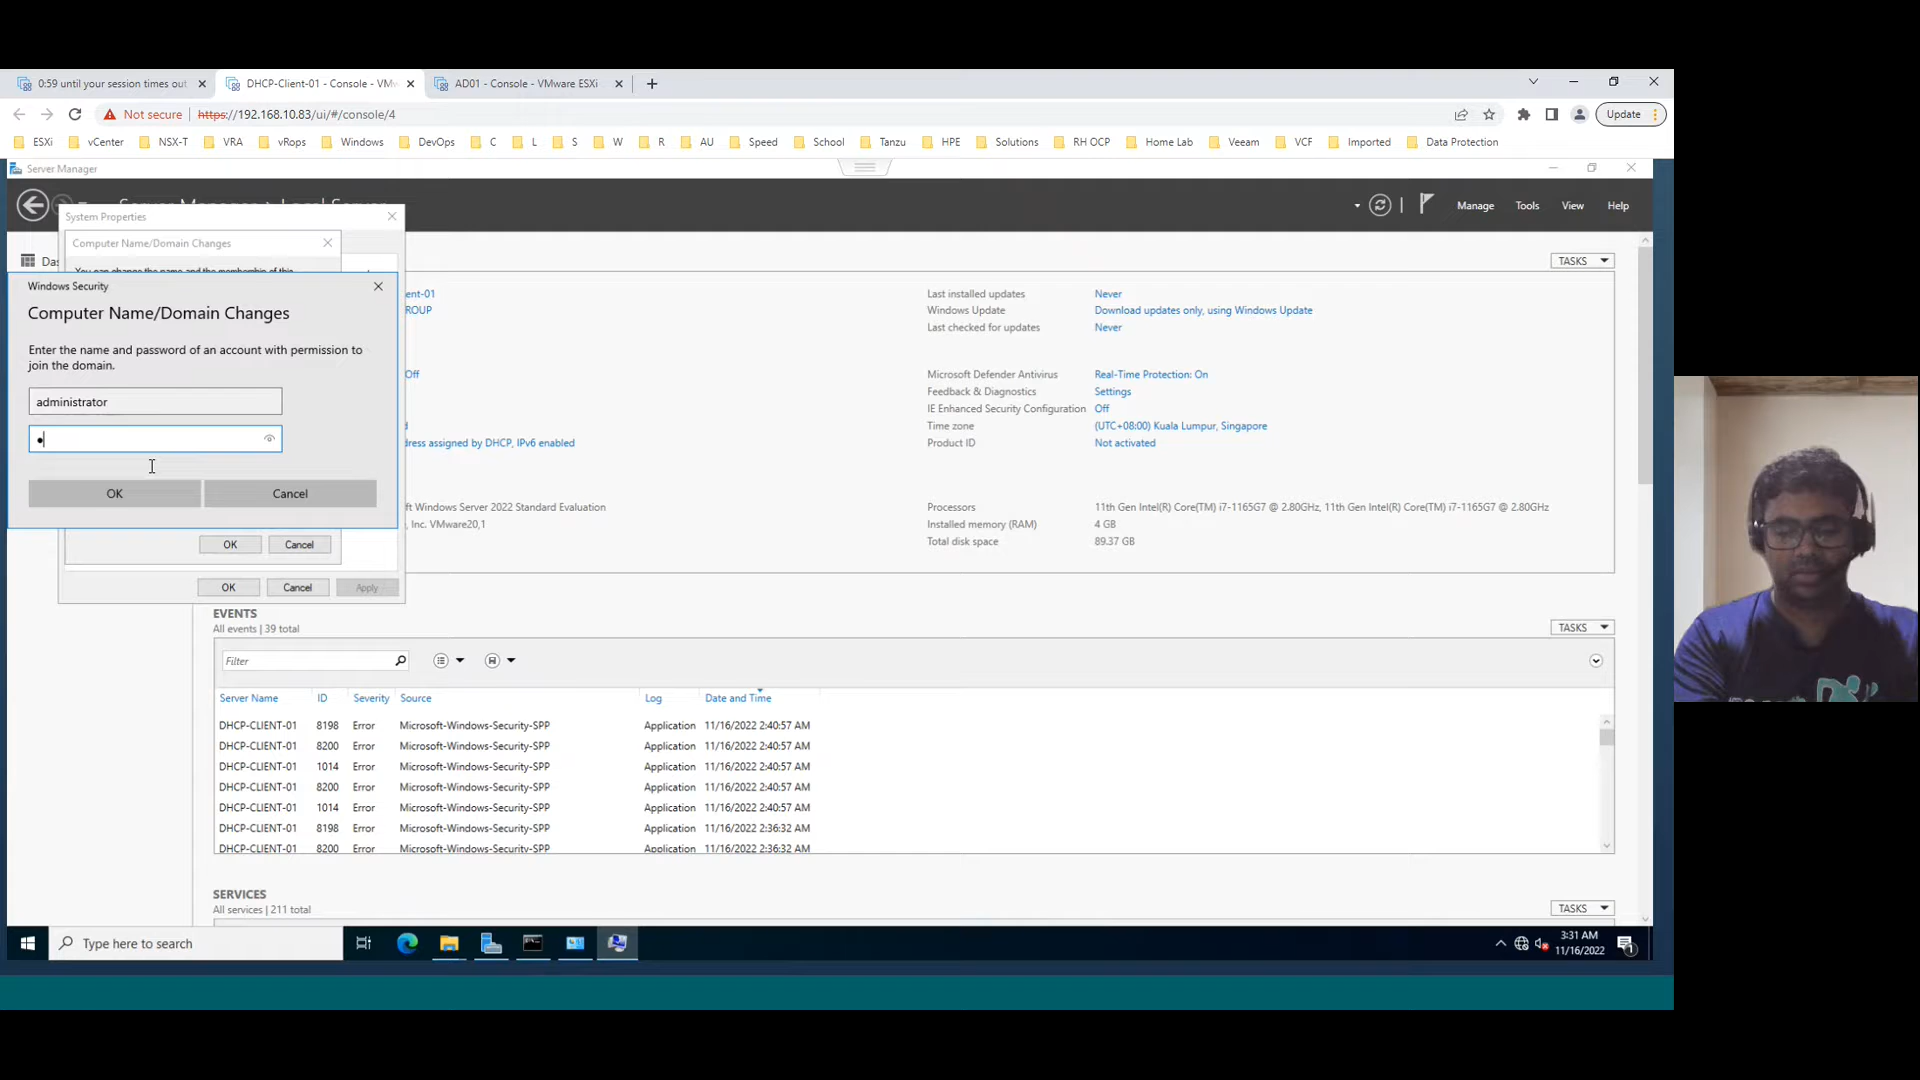 0:59 until your session times out
DHCP-Client-01 - Console - VMw
AD01 - Console - VMware ESXi
Not secure
https://192.168.10.83/ui/#/console/4
Update
ESXi
vCenter
NSX-T
VRA
vRops
Windows
DevOps
C
L
S
W
R
AU
Speed
School
Tanzu
HPE
Solutions
RH OCP
Home Lab
Veeam
VCF
Imported
Data Protection
Server Manager
Manage
Tools
View
Help
System Properties
Computer Name/Domain Changes
You can change the name and the membership of this
Das
Windows Security
Computer Name/Domain Changes
Enter the name and password of an account with permission to
join the domain.
administrator
OK
Cancel
OK
Cancel
OK
Cancel
Apply
TASKS
ent-01
ROUP
Off
ress assigned by DHCP, IPv6 enabled
t Windows Server 2022 Standard Evaluation
, Inc. VMware20,1
Last installed updates
Never
Windows Update
Download updates only, using Windows Update
Last checked for updates
Never
Microsoft Defender Antivirus
Real-Time Protection: On
Feedback & Diagnostics
Settings
IE Enhanced Security Configuration
Off
Time zone
(UTC+08:00) Kuala Lumpur, Singapore
Product ID
Not activated
Processors
11th Gen Intel(R) Core(TM) i7-1165G7 @ 2.80GHz, 11th Gen Intel(R) Core(TM) i7-1165G7 @ 2.80GHz
Installed memory (RAM)
4 GB
Total disk space
89.37 GB
EVENTS
All events | 39 total
TASKS
Filter
Server Name ID Severity Source Log Date and Time
DHCP-CLIENT-01 8198 Error Microsoft-Windows-Security-SPP Application 11/16/2022 2:40:57 AM
DHCP-CLIENT-01 8200 Error Microsoft-Windows-Security-SPP Application 11/16/2022 2:40:57 AM
DHCP-CLIENT-01 1014 Error Microsoft-Windows-Security-SPP Application 11/16/2022 2:40:57 AM
DHCP-CLIENT-01 8200 Error Microsoft-Windows-Security-SPP Application 11/16/2022 2:40:57 AM
DHCP-CLIENT-01 1014 Error Microsoft-Windows-Security-SPP Application 11/16/2022 2:40:57 AM
DHCP-CLIENT-01 8198 Error Microsoft-Windows-Security-SPP Application 11/16/2022 2:36:32 AM
DHCP-CLIENT-01 8200 Error Microsoft-Windows-Security-SPP Application 11/16/2022 2:36:32 AM
SERVICES
All services | 211 total
TASKS
Type here to search
3:31 AM
11/16/2022
1